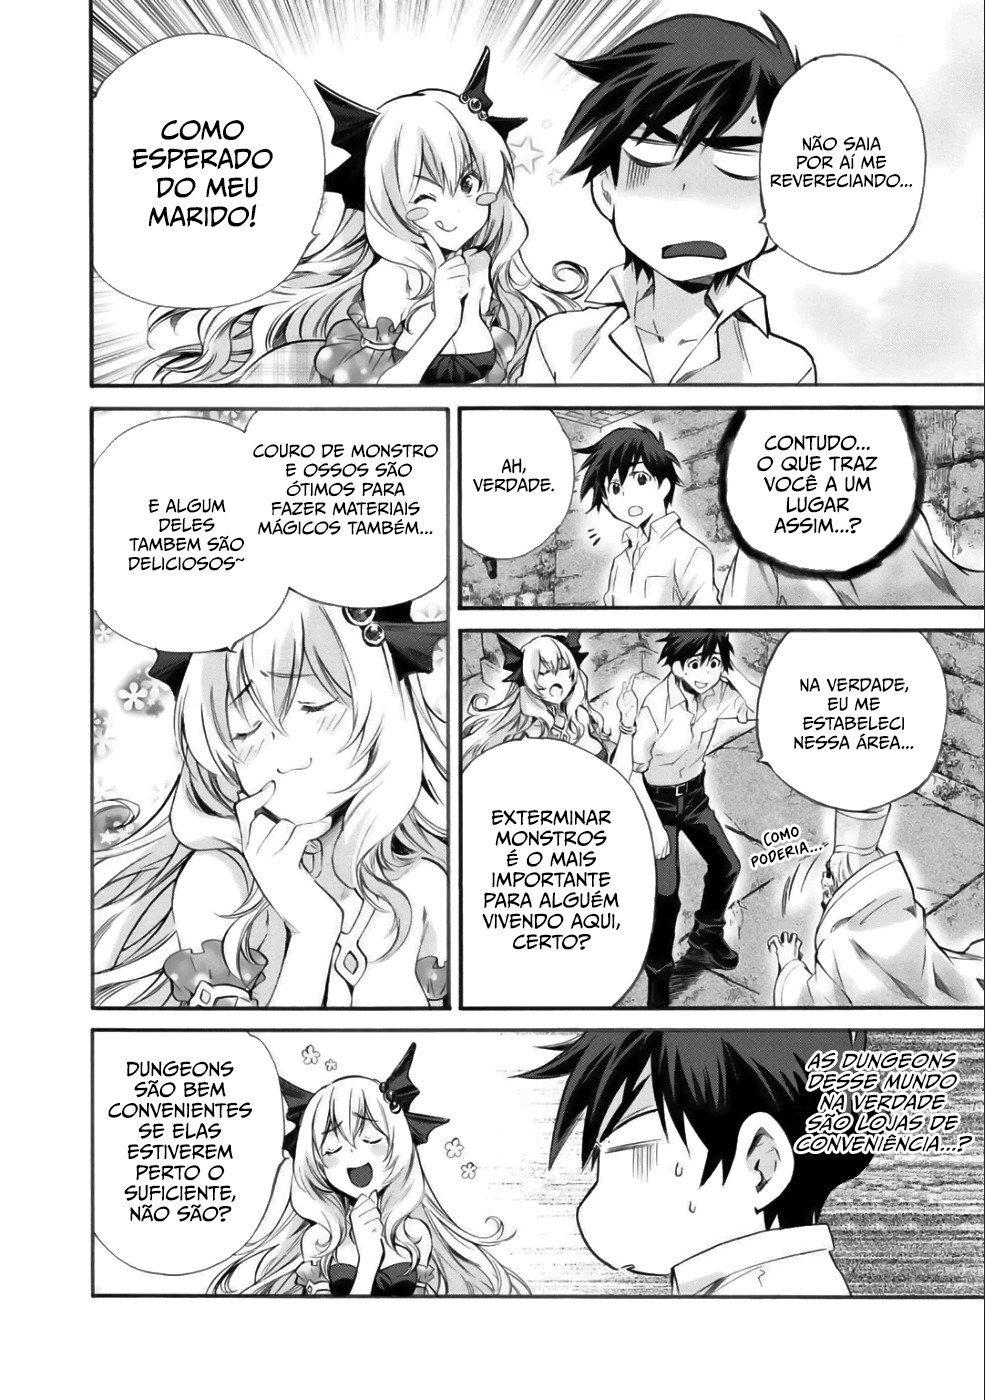 NÃO SAIA
POR AÍ ME
REVERECIANDO...
COMO
ESPERADO
DO MEU
MARIDO!
CONTUDO...
O QUE TRAZ
VOCÊ A UM
LUGAR
ASSIM...?
AH,
VERDADE.
NA VERDADE,
EU ME
ESTABELECI
NESSA ÁREA...
COMO
PODERIA...
EXTERMINAR
MONSTROS
É O MAIS
IMPORTANTE
PARA ALGUÉM
VIVENDO AQUI,
CERTO?
COURO DE MONSTRO
E OSSOS SÃO
ÓTIMOS PARA
FAZER MATERIAIS
MÁGICOS TAMBÉM...
E ALGUM
DELES
TAMBEM SÃO
DELICIOSOS~
AS DUNGEONS
DESSE MUNDO
NA VERDADE
SÃO LOJAS DE
CONVENIÊNCIA...?
DUNGEONS
SÃO BEM
CONVENIENTES
SE ELAS
ESTIVEREM
PERTO O
SUFICIENTE,
NÃO SÃO?